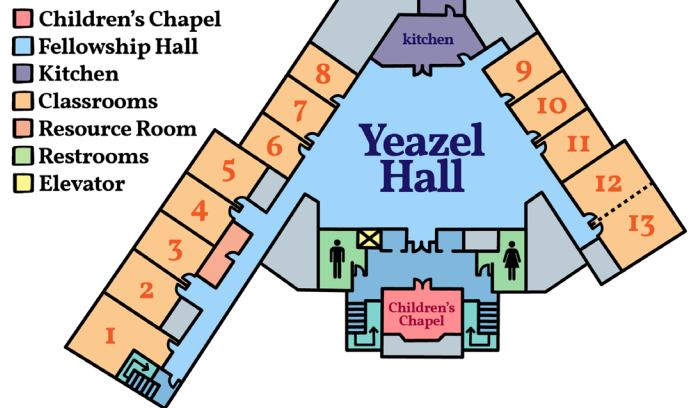 Children's Chapel
Fellowship Hall
Kitchen
Classrooms
Resource Room
Restrooms
Elevator
kitchen
Yeazel
Hall
8
7
6
5
4
3
2
1
9
10
11
12
13
Children's
Chapel